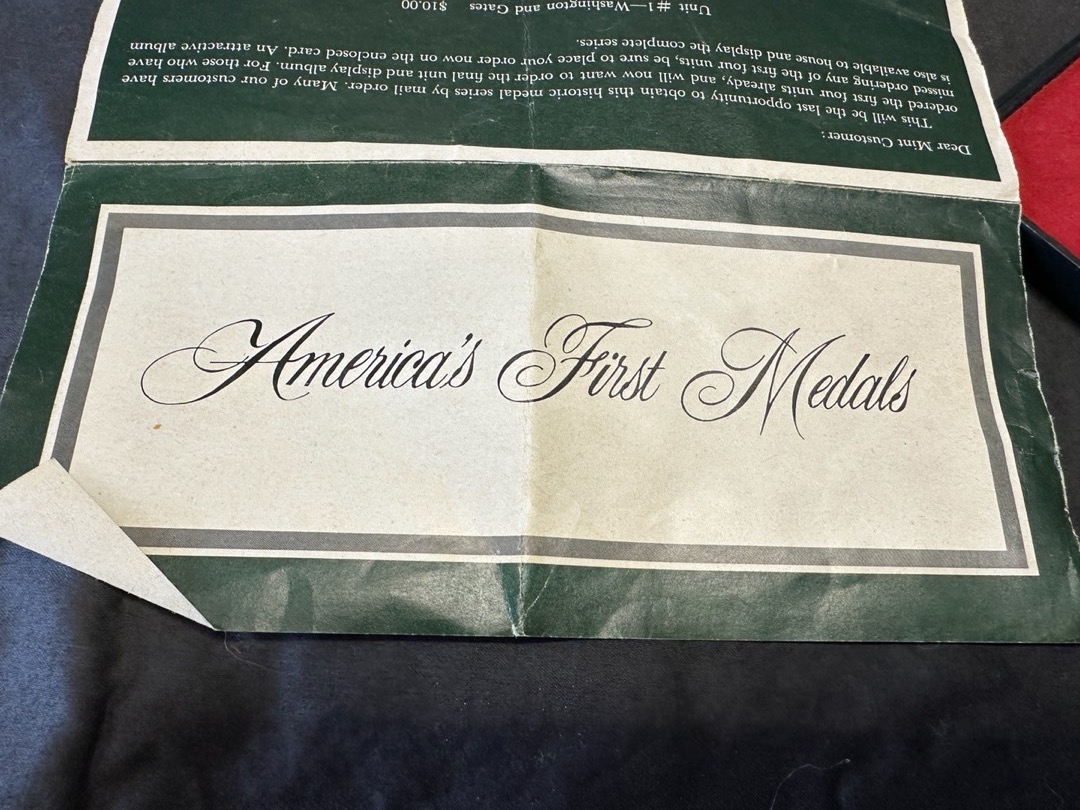 America's First Medals
Dear Mint Customer:
This will be the last opportunity to obtain this historic medal series by mail order. Many of our customers have
ordered the first four units already, and will now want to order the final unit and display album. For those who have
missed ordering any of the first four units, be sure to place your order now on the enclosed card. An attractive album
is also available to house and display the complete series.
Unit #1—Washington and Gates $10.00